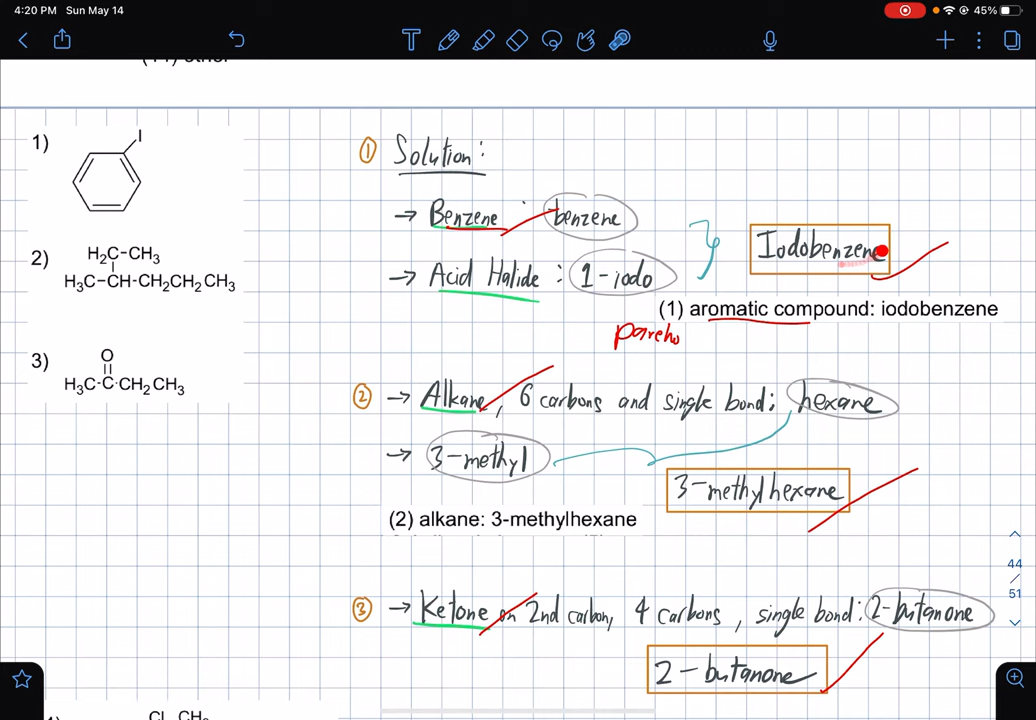 4:20 PM Sun May 14
45%
T
1)
I
2)
H₂C−CH₃
H₃C−CH−CH₂CH₂CH₃
3)
O
H₃C−C−CH₂CH₃
① Solution:
→ Benzene : benzene
→ Acid Halide : 1-iodo
Iodobenzene
(1) aromatic compound: iodobenzene
② → Alkane, 6 carbons and single bond: hexane
→ 3-methyl
3-methylhexane
(2) alkane: 3-methylhexane
③ → Ketone on 2nd carbon, 4 carbons, single bond: 2-butanone
2-butanone
44
/
51